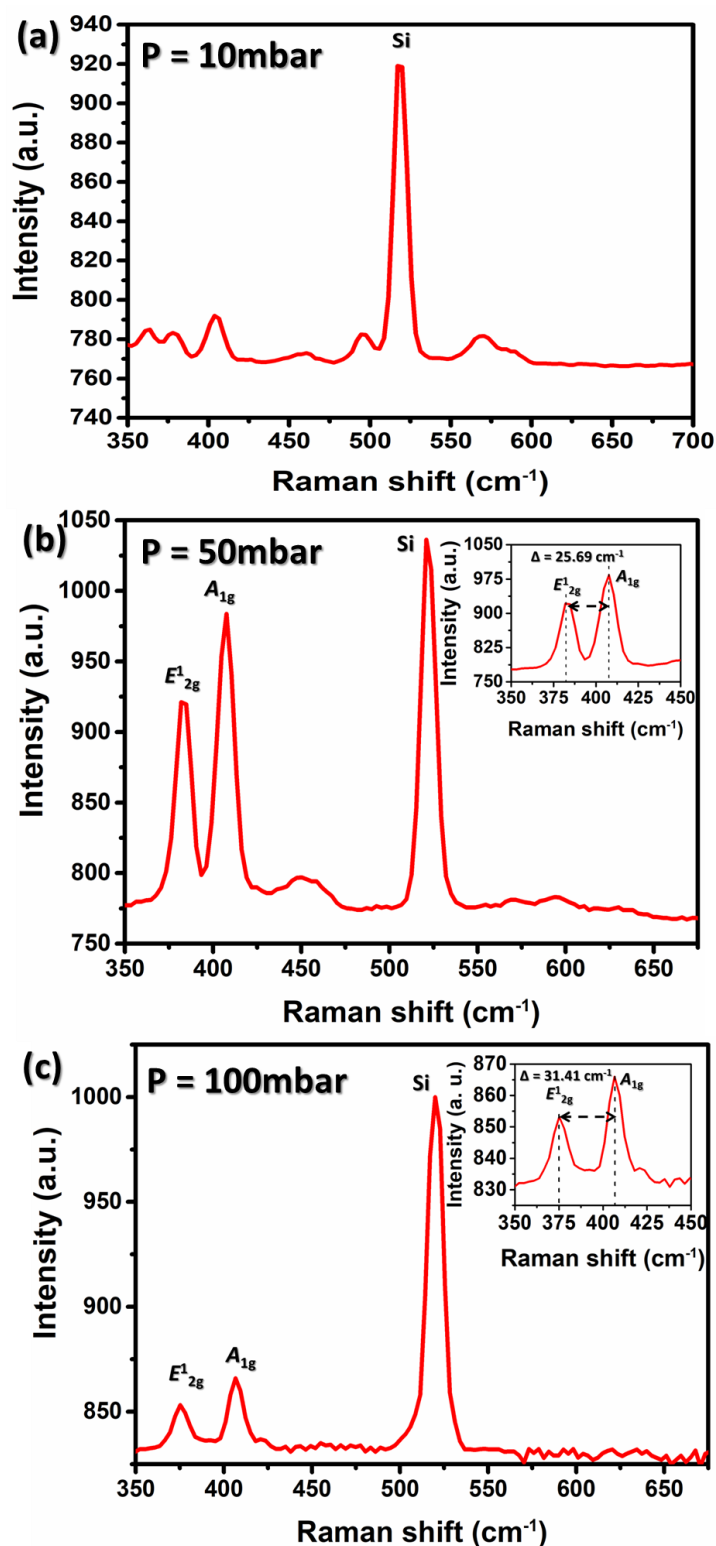 (a)
P = 10mbar
Si
940
920
900
880
860
840
820
800
780
760
740
350 400 450 500 550 600 650 700
Intensity (a.u.)
Raman shift (cm⁻¹)
(b)
P = 50mbar
Si
A₁g
E¹₂g
1050
1000
950
900
850
800
750
350 400 450 500 550 600 650
Intensity (a.u.)
Raman shift (cm⁻¹)
Δ = 25.69 cm⁻¹
E¹₂g
A₁g
1050
975
900
825
750
350 375 400 425 450
Intensity (a.u.)
Raman shift (cm⁻¹)
(c)
P = 100mbar
Si
E¹₂g
A₁g
1000
950
900
850
350 400 450 500 550 600 650
Intensity (a.u.)
Raman shift (cm⁻¹)
Δ = 31.41 cm⁻¹
E¹₂g
A₁g
870
860
850
840
830
350 375 400 425 450
Intensity (a. u.)
Raman shift (cm⁻¹)